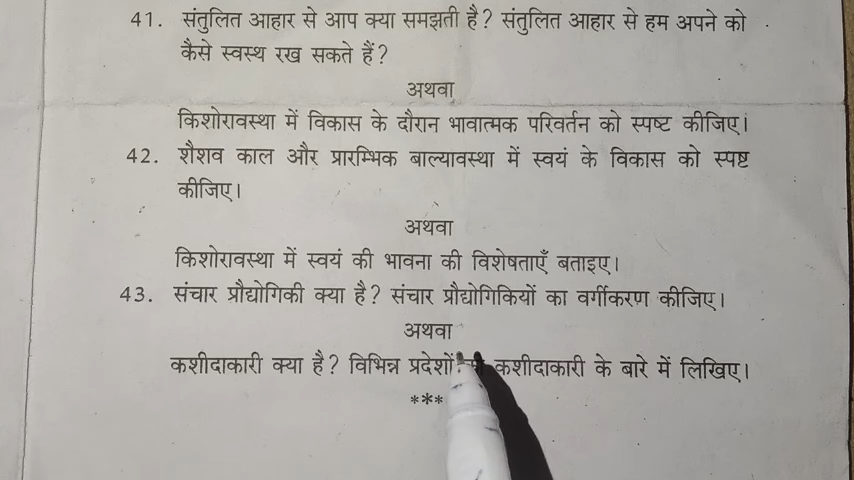 41. संतुलित आहार से आप क्या समझती है? संतुलित आहार से हम अपने को
कैसे स्वस्थ रख सकते हैं?
अथवा
किशोरावस्था में विकास के दौरान भावात्मक परिवर्तन को स्पष्ट कीजिए।
42. शैशव काल और प्रारम्भिक बाल्यावस्था में स्वयं के विकास को स्पष्ट
कीजिए।
अथवा
किशोरावस्था में स्वयं की भावना की विशेषताएँ बताइए।
43. संचार प्रौद्योगिकी क्या है? संचार प्रौद्योगिकियों का वर्गीकरण कीजिए।
अथवा
कशीदाकारी क्या है? विभिन्न प्रदेशों कशीदाकारी के बारे में लिखिए।
***